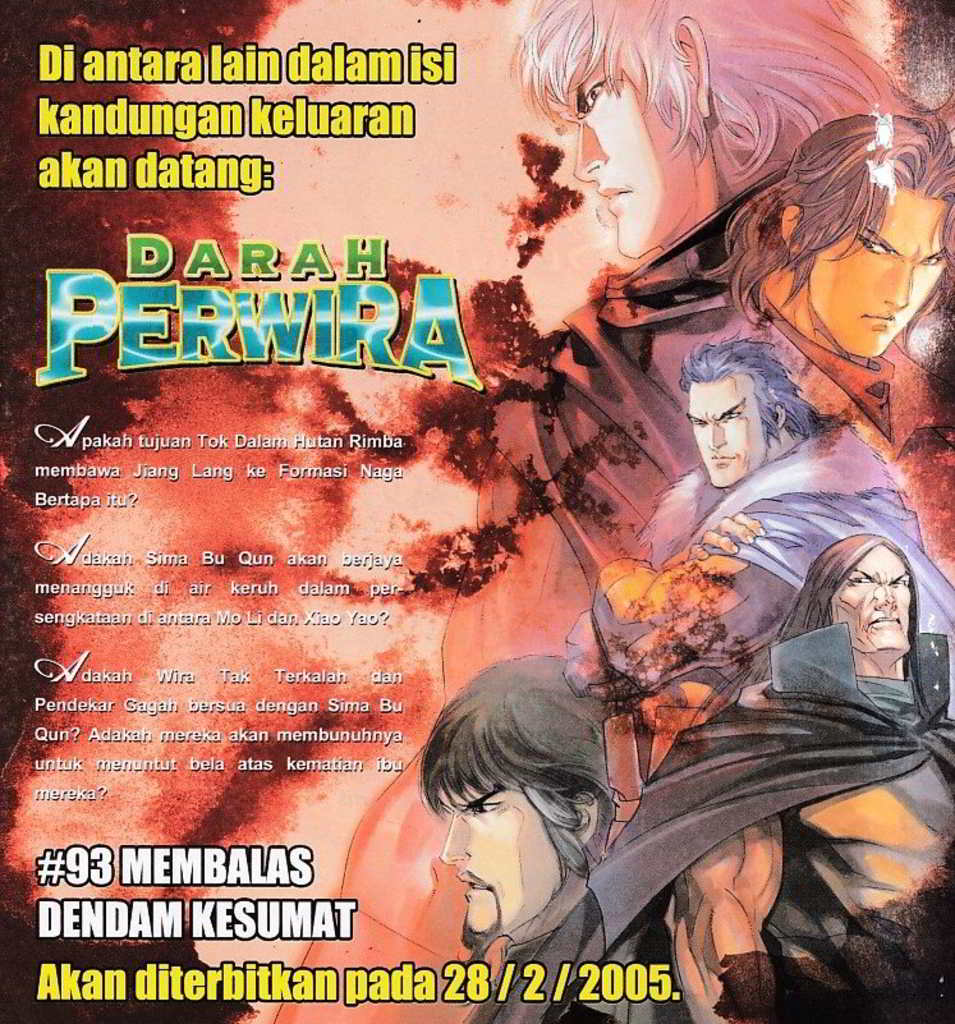 Di antara lain dalam isi
kandungan keluaran
akan datang:
DARAH
PERWIRA
Apakah tujuan Tok Dalam Hutan Rimba
membawa Jiang Lang ke Formasi Naga
Bertapa itu?
Adakah Sima Bu Qun akan berjaya
menangguk di air keruh dalam per-
sengkataan di antara Mo Li dan Xiao Yao?
Adakah Wira Tak Terkalah dan
Pendekar Gagah bersua dengan Sima Bu
Qun? Adakah mereka akan membunuhnya
untuk menuntut bela atas kematian ibu
mereka?
#93 MEMBALAS
DENDAM KESUMAT
Akan diterbitkan pada 28 / 2 / 2005.